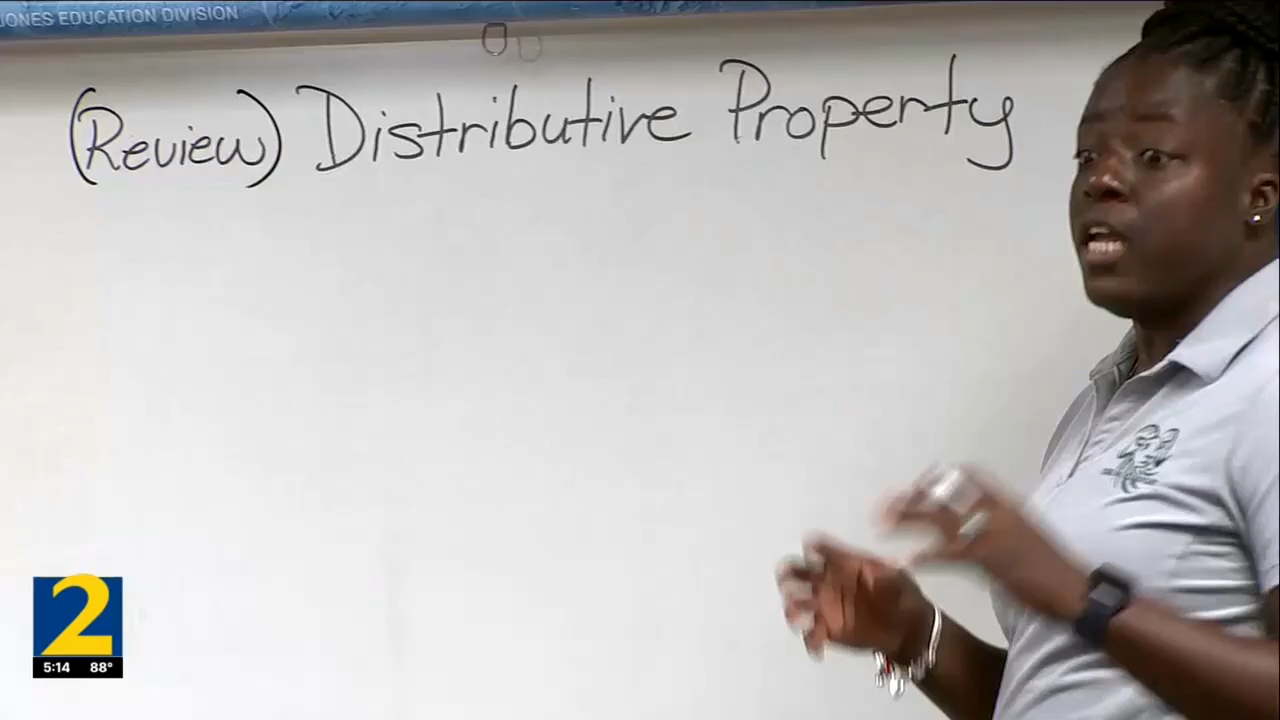 JONES EDUCATION DIVISION
(Review) Distributive Property
2
5:14 88°